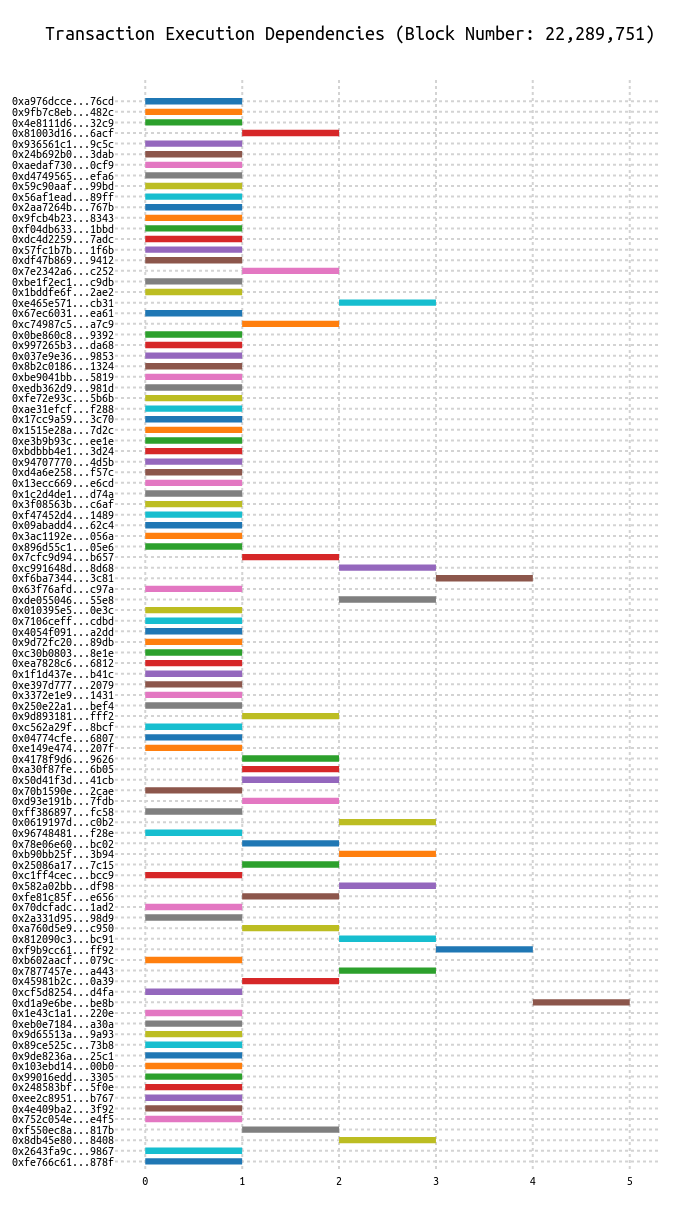 Transaction Execution Dependencies (Block Number: 22,289,751)
0xa976dcce...76cd
0x9fb7c8eb...482c
0x4e8111d6...32c9
0x81003d16...6acf
0x936561c1...9c5c
0x24b692b0...3dab
0xaedaf730...0cf9
0xd4749565...efa6
0x59c90aaf...99bd
0x56af1ead...89ff
0x2aa7264b...767b
0x9fcb4b23...8343
0xf04db633...1bbd
0xdc4d2259...7adc
0x57fc1b7b...1f6b
0xdf47b869...9412
0x7e2342a6...c252
0xbe1f2ec1...c9db
0x1bddfe6f...2ae2
0xe465e571...cb31
0x67ec6031...ea61
0xc74987c5...a7c9
0x0be860c8...9392
0x997265b3...da68
0x037e9e36...9853
0x8b2c0186...1324
0xbe9041bb...5819
0xedb362d9...981d
0xfe72e93c...5b6b
0xae31efcf...f288
0x17cc9a59...3c70
0x1515e28a...7d2c
0xe3b9b93c...ee1e
0xbdbbb4e1...3d24
0x94707770...4d5b
0xd4a6e258...f57c
0x13ecc669...e6cd
0x1c2d4de1...d74a
0x3f08563b...c6af
0xf47452d4...1489
0x09abadd4...62c4
0x3ac1192e...056a
0x896d55c1...05e6
0x7cfc9d94...b657
0xc991648d...8d68
0xf6ba7344...3c81
0x63f76afd...c97a
0xde055046...55e8
0x010395e5...0e3c
0x7106ceff...cdbd
0x4054f091...a2dd
0x9d72fc20...89db
0xc30b0803...8e1e
0xea7828c6...6812
0x1f1d437e...b41c
0xe397d777...2079
0x3372e1e9...1431
0x250e22a1...bef4
0x9d893181...fff2
0xc562a29f...8bcf
0x04774cfe...6807
0xe149e474...207f
0x4178f9d6...9626
0xa30f87fe...6b05
0x50d41f3d...41cb
0x70b1590e...2cae
0xd93e191b...7fdb
0xff386897...fc58
0x0619197d...c0b2
0x96748481...f28e
0x78e06e60...bc02
0xb90bb25f...3b94
0x25086a17...7c15
0xc1ff4cec...bcc9
0x582a02bb...df98
0xfe81c85f...e656
0x70dcfadc...1ad2
0x2a331d95...98d9
0xa760d5e9...c950
0x812090c3...bc91
0xf9b9cc61...ff92
0xb602aacf...079c
0x7877457e...a443
0x45981b2c...0a39
0xcf5d8254...d4fa
0xd1a9e6be...be8b
0x1e43c1a1...220e
0xeb0e7184...a30a
0x9d65513a...9a93
0x89ce525c...73b8
0x9de8236a...25c1
0x103ebd14...00b0
0x99016edd...3305
0x248583bf...5f0e
0xee2c8951...b767
0x4e409ba2...3f92
0x752c054e...e4f5
0xf550ec8a...817b
0x8db45e80...8408
0x2643fa9c...9867
0xfe766c61...878f
0 1 2 3 4 5